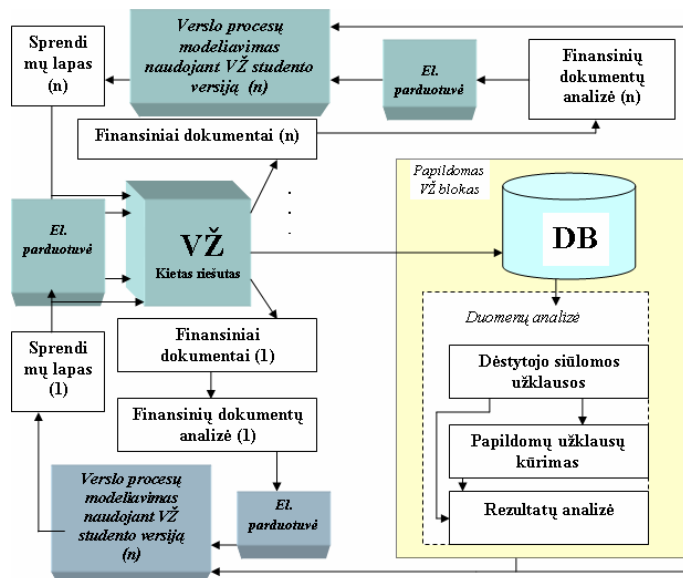 Sprendi
mų lapas
(n)
Verslo procesų
modeliavimas
naudojant VŽ studento
versiją (n)
El.
parduotuvė
Finansinių
dokumentų
analizė (n)
Finansiniai dokumentai (n)
Papildomas
VŽ blokas
El.
parduotuvė
VŽ
Kietas riešutas
DB
Duomenų analizė
Sprendi
mų lapas
(1)
Finansiniai
dokumentai (1)
Dėstytojo siūlomos
užklausos
Finansinių dokumentų
analizė (1)
Papildomų užklausų
kūrimas
Verslo procesų
modeliavimas
naudojant VŽ
studento versiją
(n)
El.
parduotuvė
Rezultatų analizė